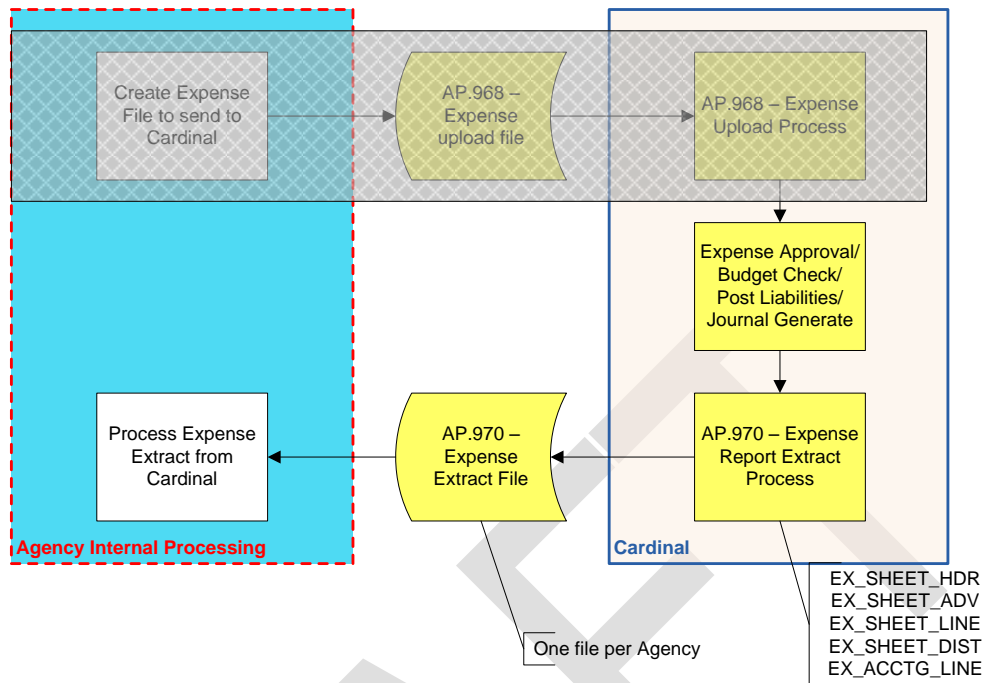 Create Expense
File to send to
Cardinal
AP.968 –
Expense
upload file
AP.968 – Expense
Upload Process
Expense Approval/
Budget Check/
Post Liabilities/
Journal Generate
Process Expense
Extract from
Cardinal
AP.970 –
Expense
Extract File
AP.970 – Expense
Report Extract
Process
Agency Internal Processing
Cardinal
One file per Agency
EX_SHEET_HDR
EX_SHEET_ADV
EX_SHEET_LINE
EX_SHEET_DIST
EX_ACCTG_LINE